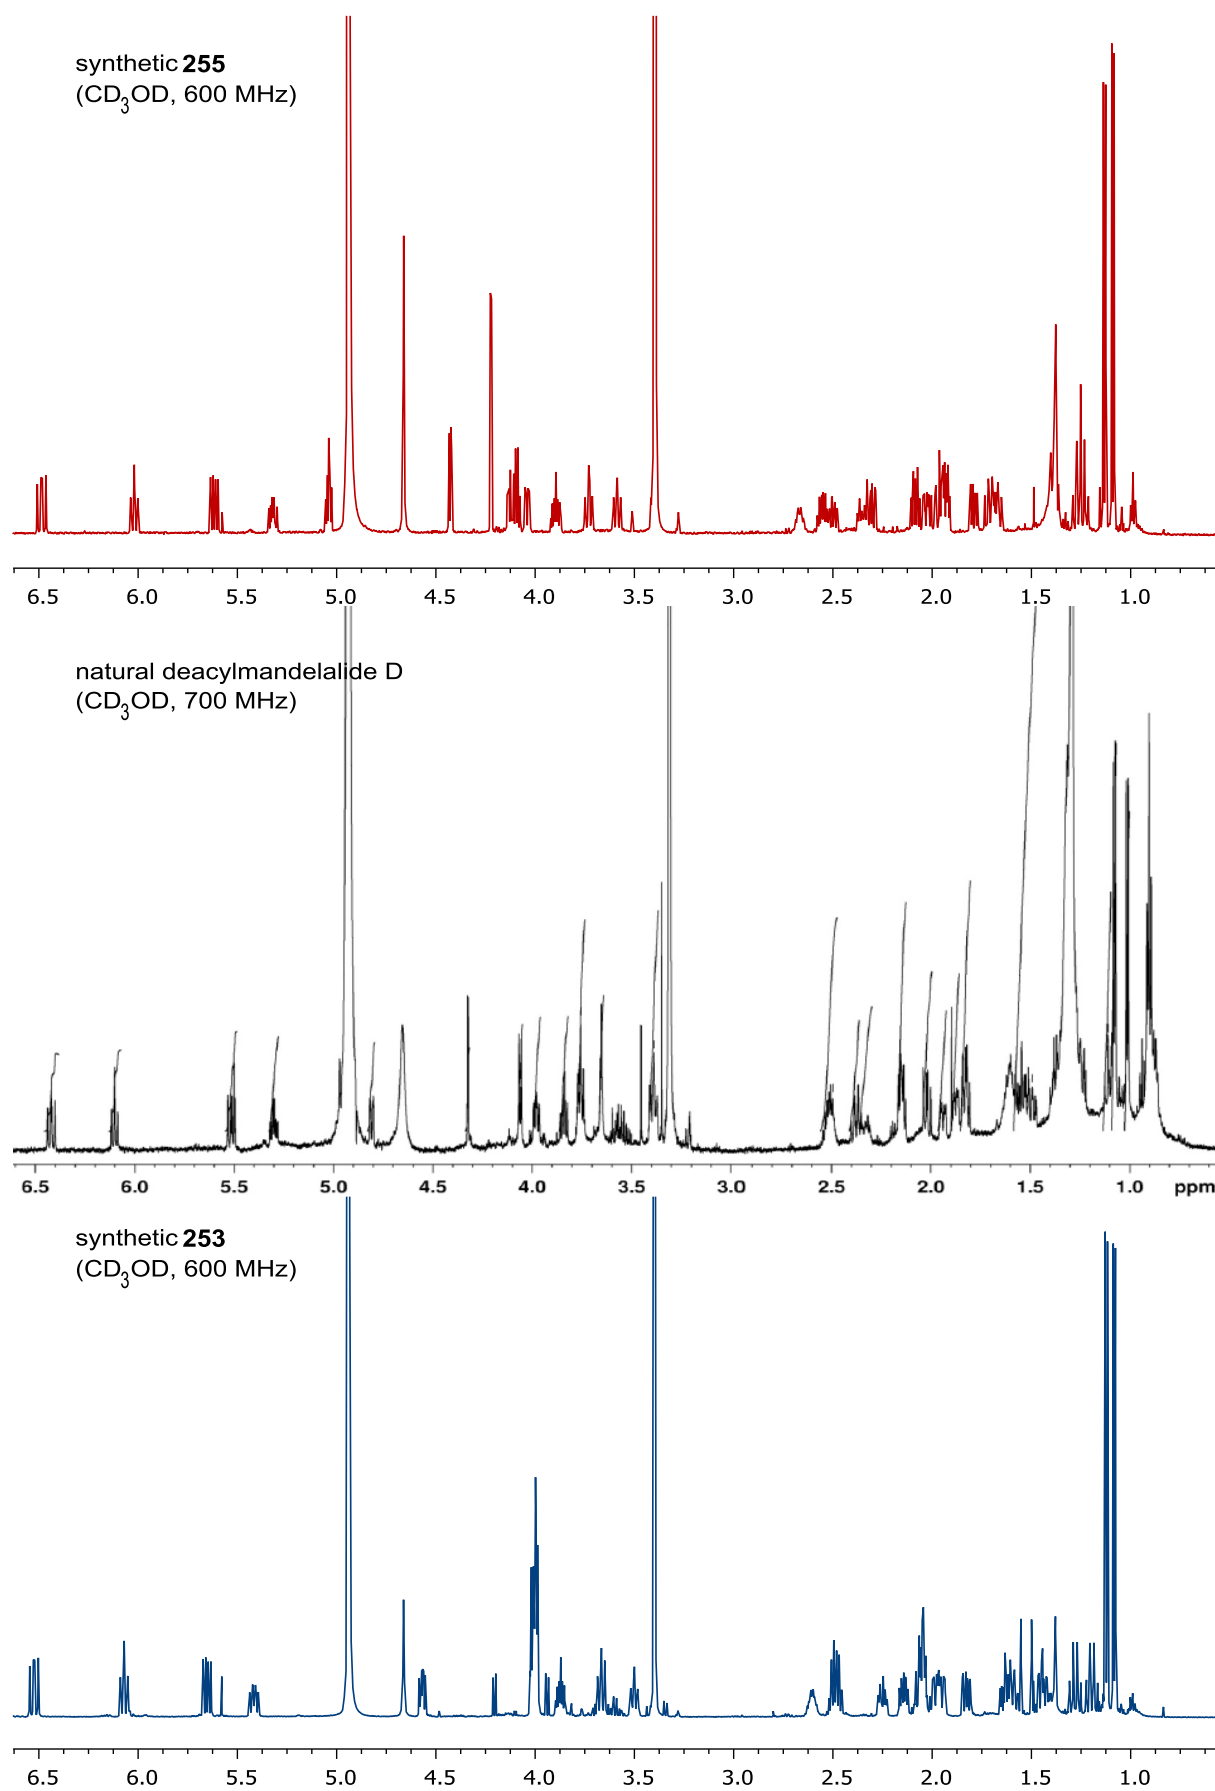 synthetic 255
(CD3OD, 600 MHz)
6.5 6.0 5.5 5.0 4.5 4.0 3.5 3.0 2.5 2.0 1.5 1.0
natural deacylmandelalide D
(CD3OD, 700 MHz)
6.5 6.0 5.5 5.0 4.5 4.0 3.5 3.0 2.5 2.0 1.5 1.0 ppm
synthetic 253
(CD3OD, 600 MHz)
6.5 6.0 5.5 5.0 4.5 4.0 3.5 3.0 2.5 2.0 1.5 1.0